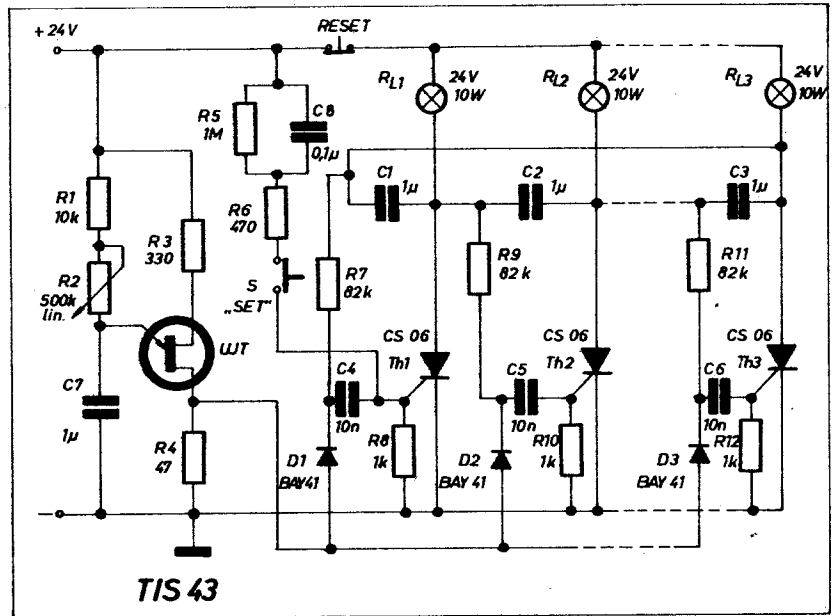 +24V
RESET
RL1
24V
10W
RL2
24V
10W
RL3
24V
10W
R5
1M
C8
0,1µ
C1
1µ
C2
1µ
C3
1µ
R1
10k
R3
330
R6
470
R2
500k
lin.
S
„SET"
R7
82k
R9
82k
R11
82k
UJT
CS 06
Th1
CS 06
Th2
CS 06
Th3
C7
1µ
C4
10n
C5
10n
C6
10n
R4
47
R8
1k
R10
1k
R12
1k
D1
BAY41
D2
BAY 41
D3
BAY 41
TIS 43